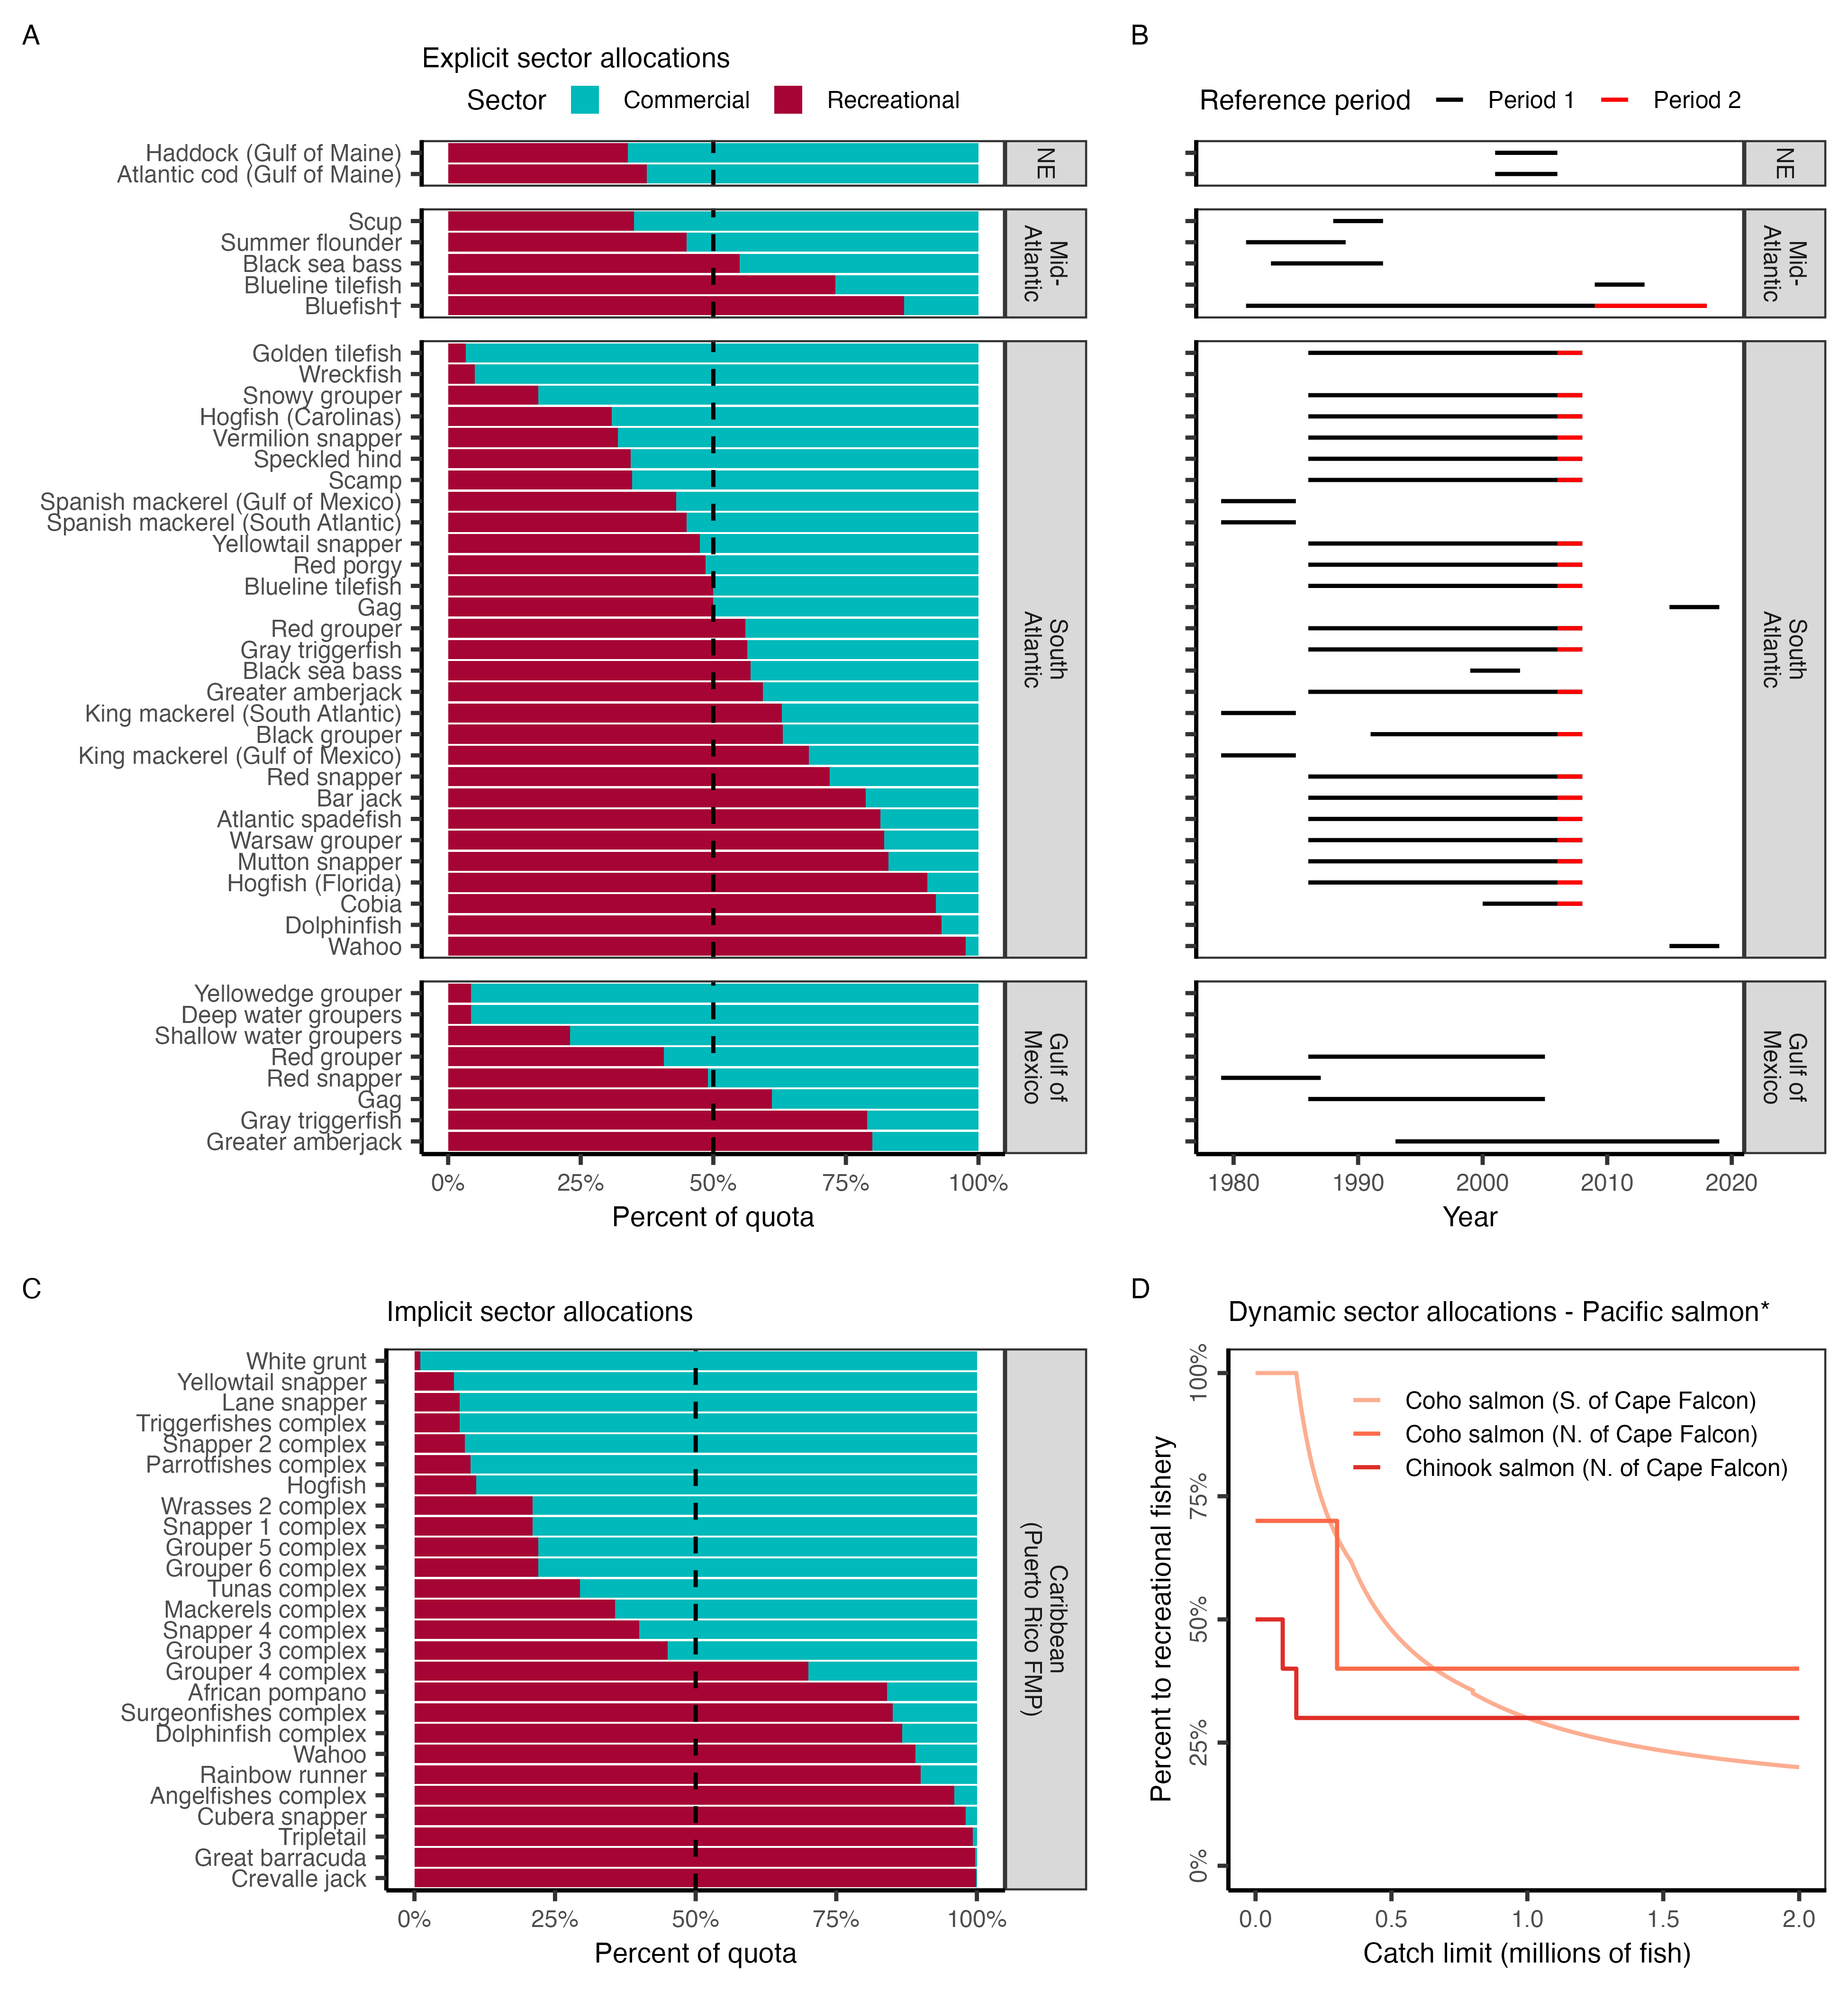 A
Explicit sector allocations
Sector Commercial Recreational
Haddock (Gulf of Maine)
Atlantic cod (Gulf of Maine)
NE
Scup
Summer flounder
Black sea bass
Blueline tilefish
Bluefish†
Mid-
Atlantic
Golden tilefish
Wreckfish
Snowy grouper
Hogfish (Carolinas)
Vermilion snapper
Speckled hind
Scamp
Spanish mackerel (Gulf of Mexico)
Spanish mackerel (South Atlantic)
Yellowtail snapper
Red porgy
Blueline tilefish
Gag
Red grouper
Gray triggerfish
Black sea bass
Greater amberjack
King mackerel (South Atlantic)
Black grouper
King mackerel (Gulf of Mexico)
Red snapper
Bar jack
Atlantic spadefish
Warsaw grouper
Mutton snapper
Hogfish (Florida)
Cobia
Dolphinfish
Wahoo
South
Atlantic
Yellowedge grouper
Deep water groupers
Shallow water groupers
Red grouper
Red snapper
Gag
Gray triggerfish
Greater amberjack
Gulf of
Mexico
0% 25% 50% 75% 100%
Percent of quota
B
Reference period Period 1 Period 2
NE
Mid-
Atlantic
South
Atlantic
Gulf of
Mexico
1980 1990 2000 2010 2020
Year
C
Implicit sector allocations
White grunt
Yellowtail snapper
Lane snapper
Triggerfishes complex
Snapper 2 complex
Parrotfishes complex
Hogfish
Wrasses 2 complex
Snapper 1 complex
Grouper 5 complex
Grouper 6 complex
Tunas complex
Mackerels complex
Snapper 4 complex
Grouper 3 complex
Grouper 4 complex
African pompano
Surgeonfishes complex
Dolphinfish complex
Wahoo
Rainbow runner
Angelfishes complex
Cubera snapper
Tripletail
Great barracuda
Crevalle jack
Caribbean
(Puerto Rico FMP)
0% 25% 50% 75% 100%
Percent of quota
D
Dynamic sector allocations - Pacific salmon*
Percent to recreational fishery
100%
75%
50%
25%
0%
Coho salmon (S. of Cape Falcon)
Coho salmon (N. of Cape Falcon)
Chinook salmon (N. of Cape Falcon)
0.0 0.5 1.0 1.5 2.0
Catch limit (millions of fish)